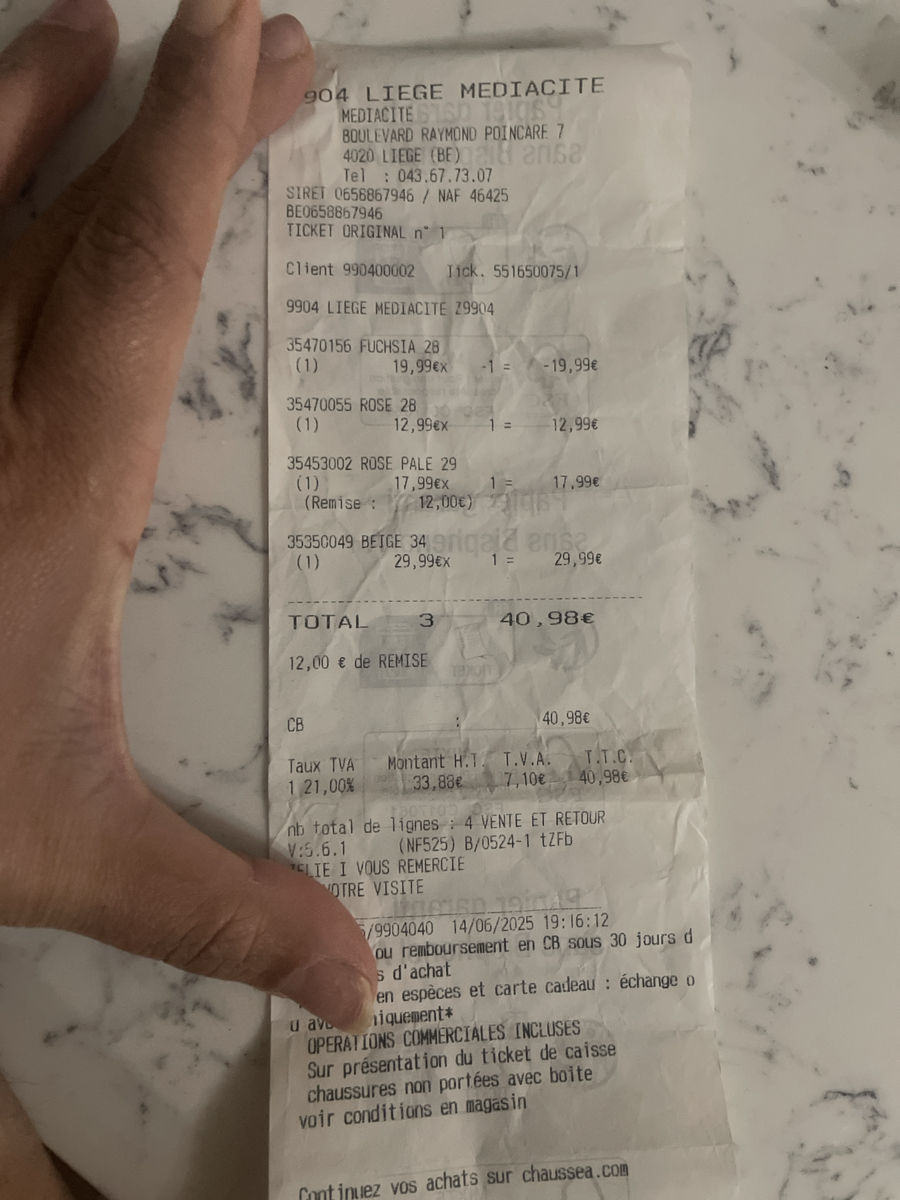 904 LIEGE MEDIACITE
MEDIACITE
BOULEVARD RAYMOND POINCARE 7
4020 LIEGE (BE)
Tel : 043.67.73.07
SIRET 0658867946 / NAF 46425
BE0658867946
TICKET ORIGINAL n° 1
Client 990400002 Tick. 551650075/1
9904 LIEGE MEDIACITE Z9904
35470156 FUCHSIA 28
(1) 19,99€x -1 = -19,99€
35470055 ROSE 28
(1) 12,99€x 1 = 12,99€
35453002 ROSE PALE 29
(1) 17,99€x 1 = 17,99€
(Remise : 12,00€)
35350049 BEIGE 34
(1) 29,99€x 1 = 29,99€
TOTAL 3 40,98€
12,00 € de REMISE
CB : 40,98€
Taux TVA Montant H.T. T.V.A. T.T.C.
1 21,00% 33,88€ 7,10€ 40,98€
nb total de lignes : 4 VENTE ET RETOUR
V:5.6.1 (NF525) B/0524-1 tZFb
ELIE I VOUS REMERCIE
VOTRE VISITE
/9904040 14/06/2025 19:16:12
ou remboursement en CB sous 30 jours d
s d'achat
en espèces et carte cadeau : échange o
u iquement*
OPERATIONS COMMERCIALES INCLUSES
Sur présentation du ticket de caisse
chaussures non portées avec boite
voir conditions en magasin
Continuez vos achats sur chaussea.com